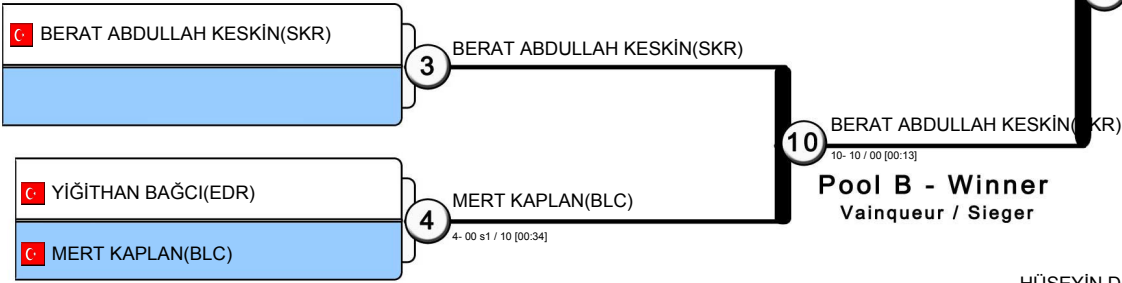 BERAT ABDULLAH KESKİN(SKR)
3
BERAT ABDULLAH KESKİN(SKR)
10
BERAT ABDULLAH KESKİN(SKR)
10- 10 / 00 [00:13]
YİĞİTHAN BAĞCI(EDR)
4
MERT KAPLAN(BLC)
4- 00 s1 / 10 [00:34]
MERT KAPLAN(BLC)
Pool B - Winner
Vainqueur / Sieger